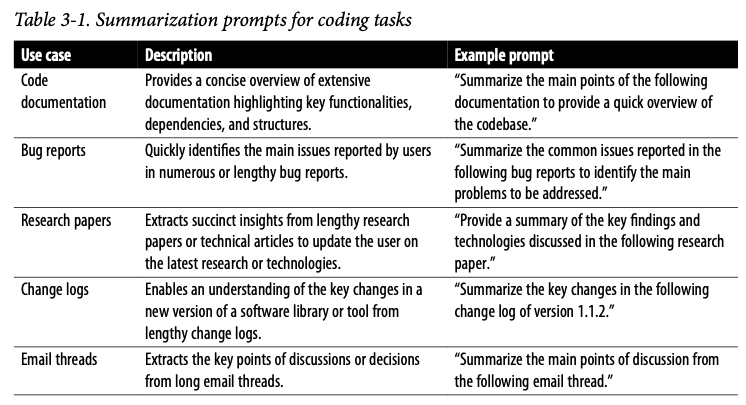 Table 3-1. Summarization prompts for coding tasks
Use case Description Example prompt
Code Provides a concise overview of extensive “Summarize the main points of the following
documentation documentation highlighting key functionalities, documentation to provide a quick overview of
dependencies, and structures. the codebase.”
Bug reports Quickly identifies the main issues reported by users “Summarize the common issues reported in the
in numerous or lengthy bug reports. following bug reports to identify the main
problems to be addressed.”
Research papers Extracts succinct insights from lengthy research “Provide a summary of the key findings and
papers or technical articles to update the user on technologies discussed in the following research
the latest research or technologies. paper.”
Change logs Enables an understanding of the key changes in a “Summarize the key changes in the following
new version of a software library or tool from change log of version 1.1.2.”
lengthy change logs.
Email threads Extracts the key points of discussions or decisions “Summarize the main points of discussion from
from long email threads. the following email thread.”